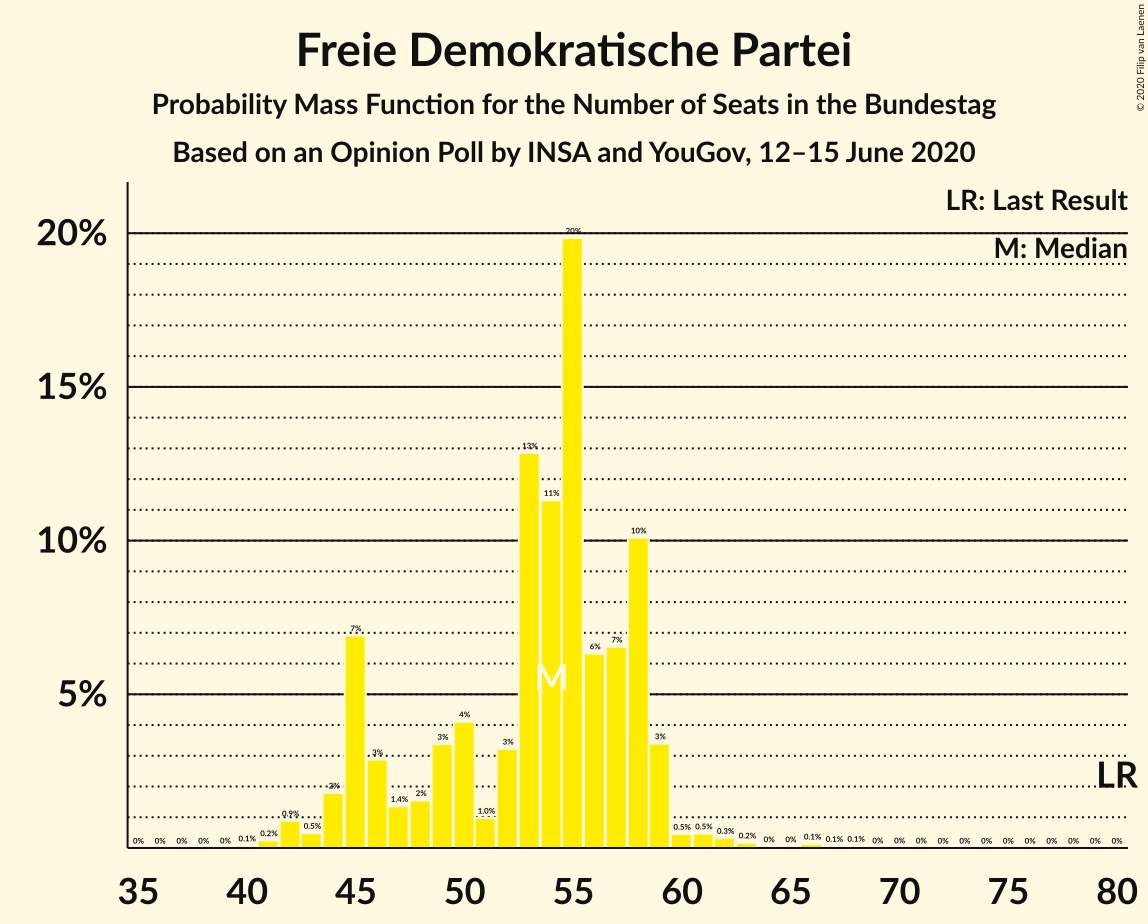 © 2020 Filip van Laenen
Freie Demokratische Partei
Probability Mass Function for the Number of Seats in the Bundestag
Based on an Opinion Poll by INSA and YouGov, 12–15 June 2020
LR: Last Result
M: Median
20%
15%
10%
5%
0% 0% 0% 0% 0% 0.1% 0.2% 0.9% 0.5% 2% 7% 3% 1.4% 2% 3% 4% 1.0% 3% 13% 11% 20% 6% 7% 10% 3% 0.5% 0.5% 0.3% 0.2% 0% 0% 0.1% 0.1% 0.1% 0% 0% 0% 0% 0% 0% 0% 0% 0% 0% 0% 0%
M
LR
35 40 45 50 55 60 65 70 75 80